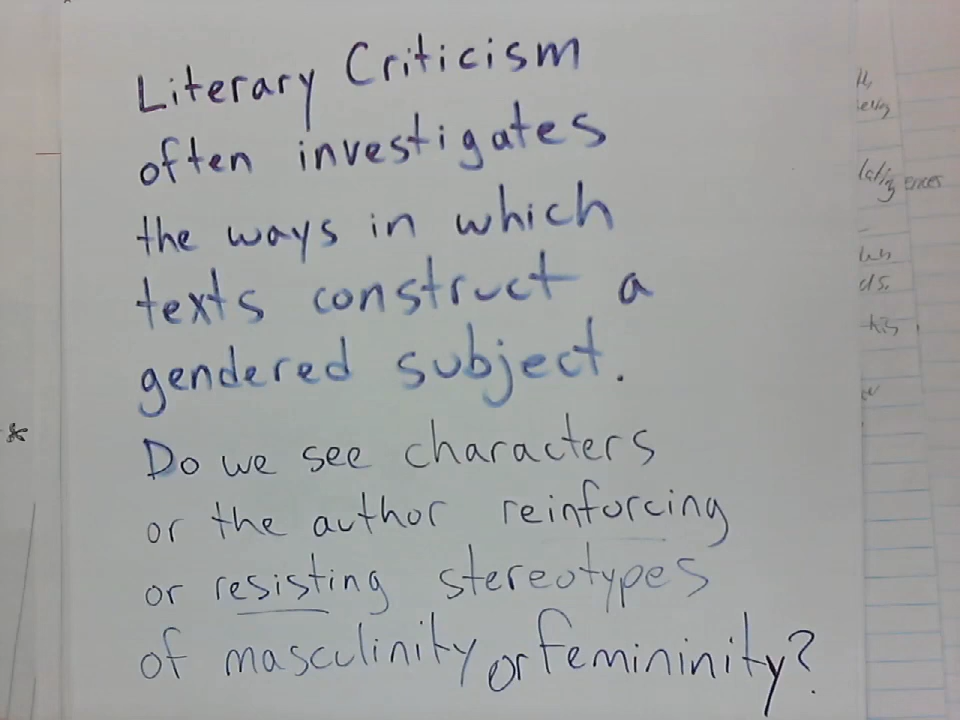 Literary Criticism
often investigates
the ways in which
texts construct a
gendered subject.
Do we see characters
or the author reinforcing
or resisting stereotypes
of masculinity or femininity?